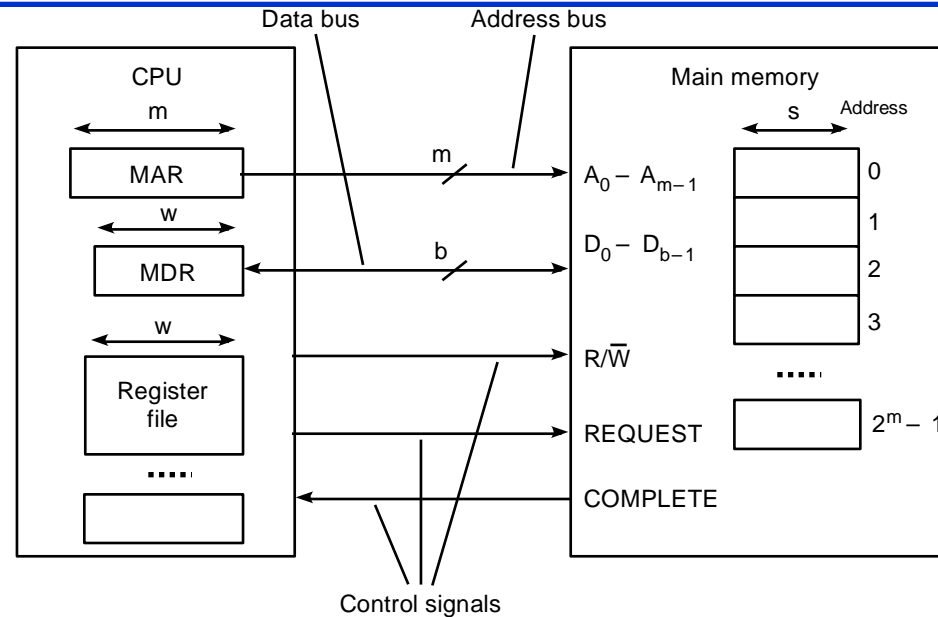 Data bus
Address bus
CPU
Main memory
m
s
Address
MAR
m
A₀ – Aₘ₋₁
0
w
1
MDR
b
D₀ – D_b–1
2
w
3
R/W̅
Register
file
.....
REQUEST
2ᵐ – 1
.....
COMPLETE
Control signals